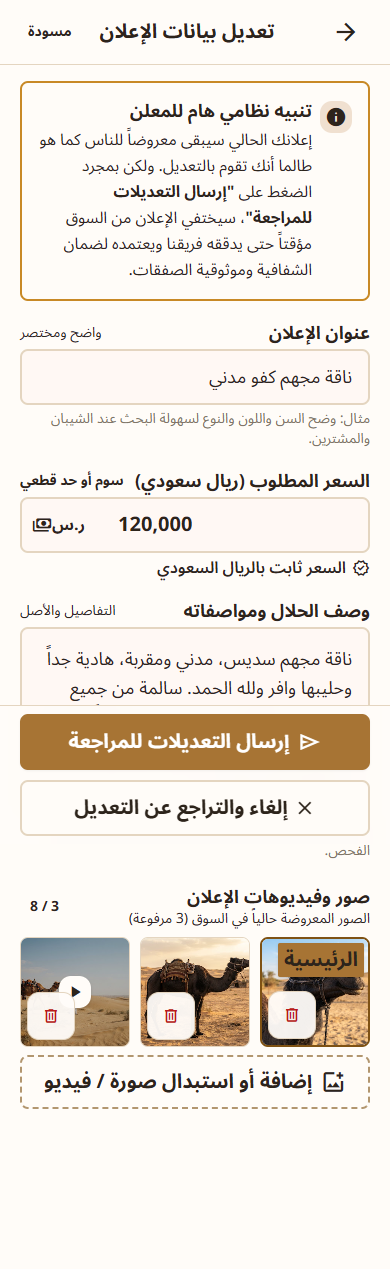 تعديل بيانات الإعلان
مسودة
تنبيه نظامي هام للمعلن
إعلانك الحالي سيبقى معروضاً للناس كما هو
طالما أنك تقوم بالتعديل. ولكن بمجرد
الضغط على "إرسال التعديلات
للمراجعة"، سيختفي الإعلان من السوق
مؤقتاً حتى يدققه فريقنا ويعتمده لضمان
الشفافية وموثوقية الصفقات.
عنوان الإعلان
واضح ومختصر
ناقة مجهم كفو مدني
مثال: وضح السن واللون والنوع لسهولة البحث عند الشيبان
والمشترين.
السعر المطلوب (ريال سعودي)
سوم أو حد قطعي
120,000
ر.س
السعر ثابت بالريال السعودي
وصف الحلال ومواصفاته
التفاصيل والأصل
ناقة مجهم سديس، مدني ومقربة، هادية جداً
وحليبها وافر ولله الحمد. سالمة من جميع
إرسال التعديلات للمراجعة
إلغاء والتراجع عن التعديل
الفحص.
صور وفيديوهات الإعلان
3 / 8
الصور المعروضة حالياً في السوق (3 مرفوعة)
الرئيسية
إضافة أو استبدال صورة / فيديو